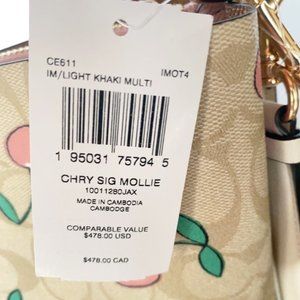 CE611
IM/LIGHT KHAKI MULTI IMOT4
1 95031 75794 5
CHRY SIG MOLLIE
10011280JAX
MADE IN CAMBODIA
CAMBODGE
COMPARABLE VALUE
$478.00 USD
$478.00 CAD